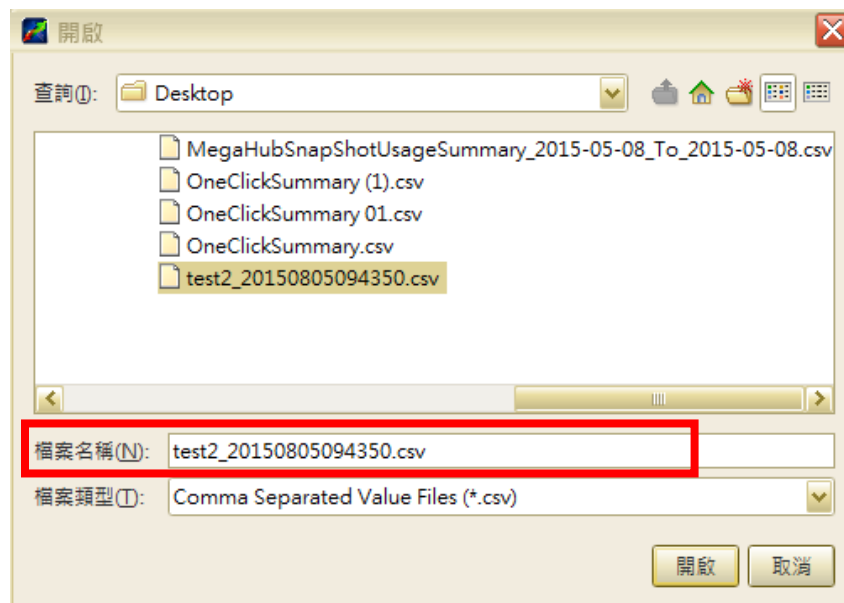 開啟
查詢(I): Desktop
MegaHubSnapShotUsageSummary_2015-05-08_To_2015-05-08.csv
OneClickSummary (1).csv
OneClickSummary 01.csv
OneClickSummary.csv
test2_20150805094350.csv
檔案名稱(N): test2_20150805094350.csv
檔案類型(T): Comma Separated Value Files (*.csv)
開啟 取消